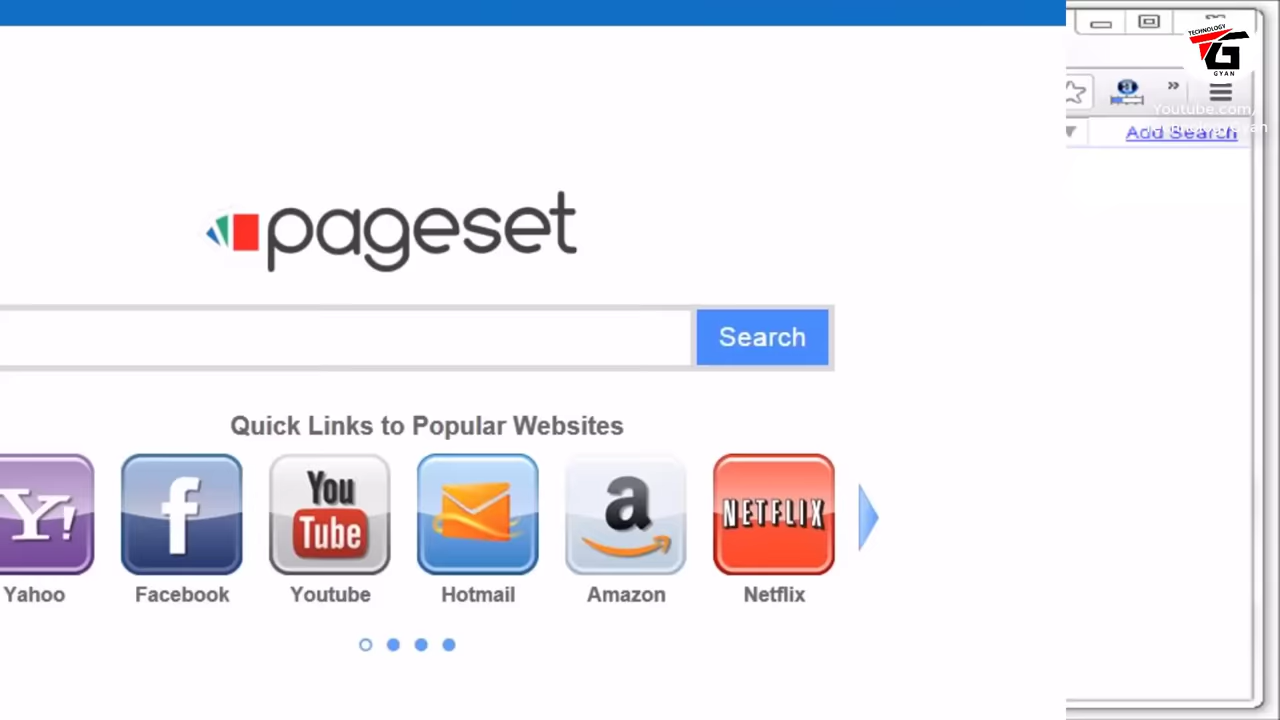 TECHNOLOGY
GYAN
Youtube.com/
Add Search
pageset
Search
Quick Links to Popular Websites
Y!
f
You
Tube
a
NETFLIX
Yahoo
Facebook
Youtube
Hotmail
Amazon
Netflix